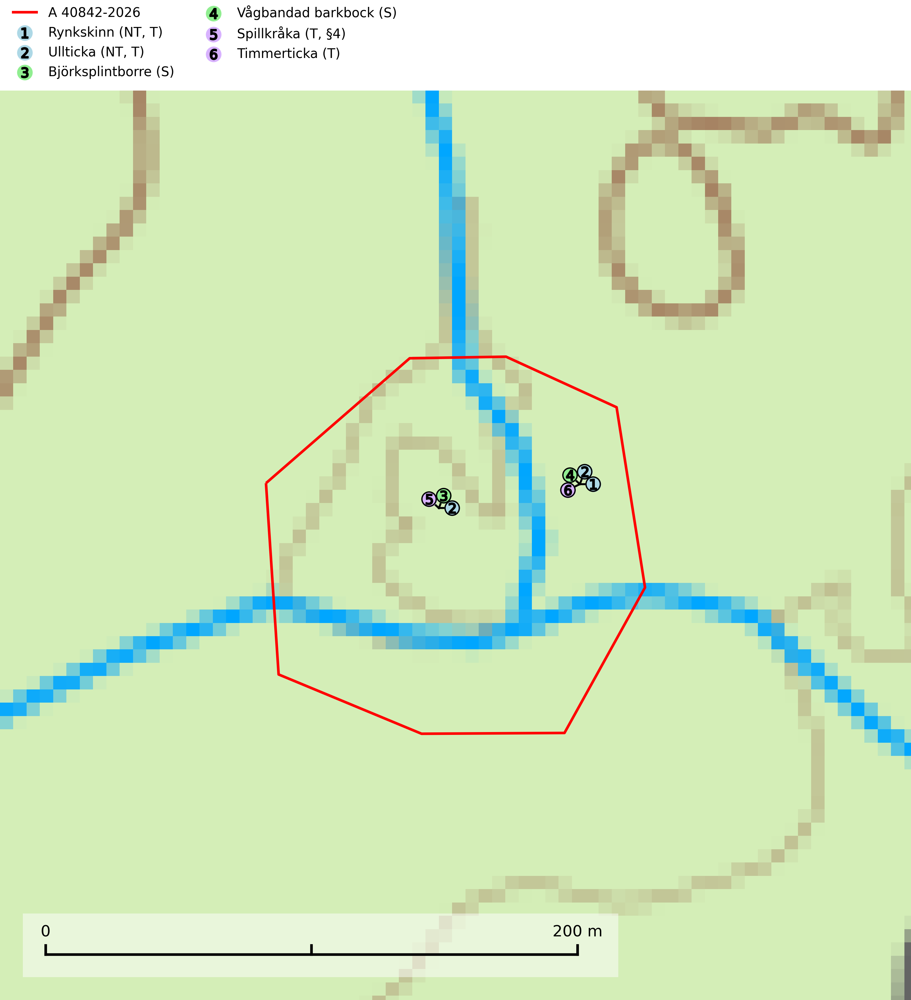 A 40842-2026
1 Rynkskinn (NT, T)
2 Ullticka (NT, T)
3 Björksplintborre (S)
4 Vågbandad barkbock (S)
5 Spillkråka (T, §4)
6 Timmerticka (T)
4 2
6 1
5 3
2
0 200 m